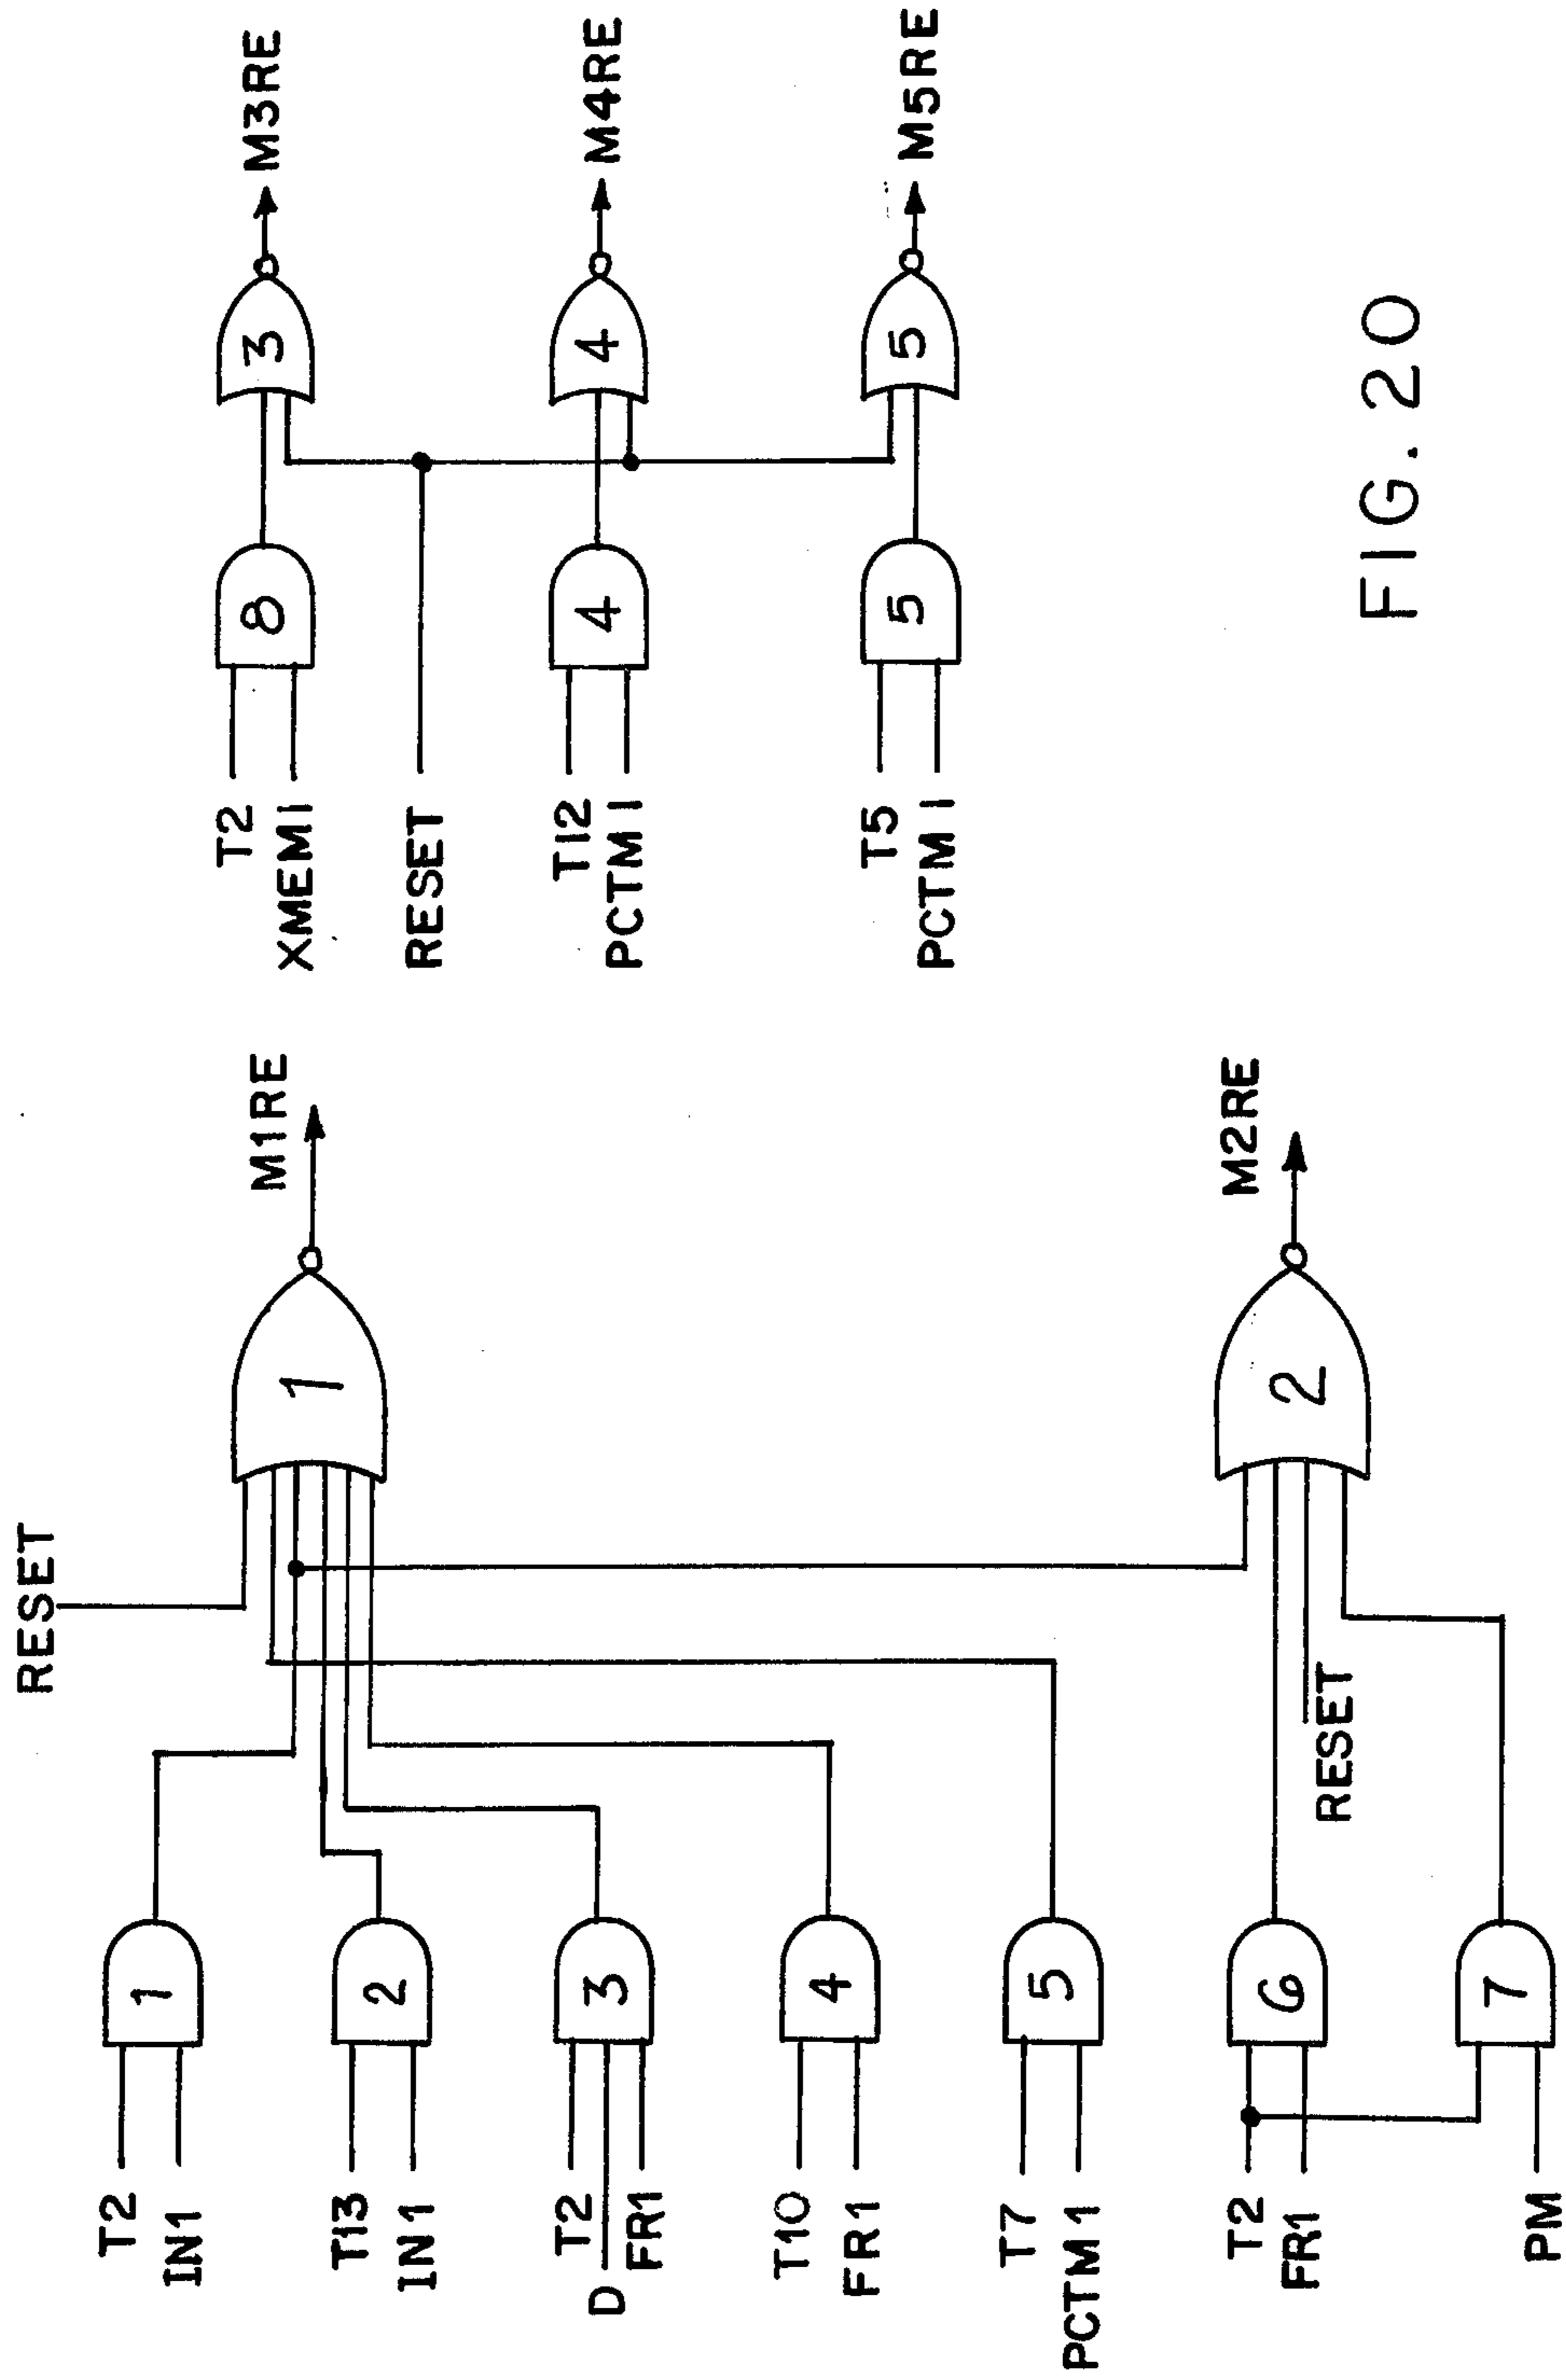 RESET
T2
IN1
1
T13
IN1
2
T2
D
FR1
3
T10
FR1
4
T7
PCTM1
5
1
M1RE
T2
FR1
6
PM
7
RESET
2
M2RE
T2
XMEM1
8
3
M3RE
RESET
T12
PCTM1
4
4
M4RE
T5
PCTM1
5
5
M5RE
FIG. 20